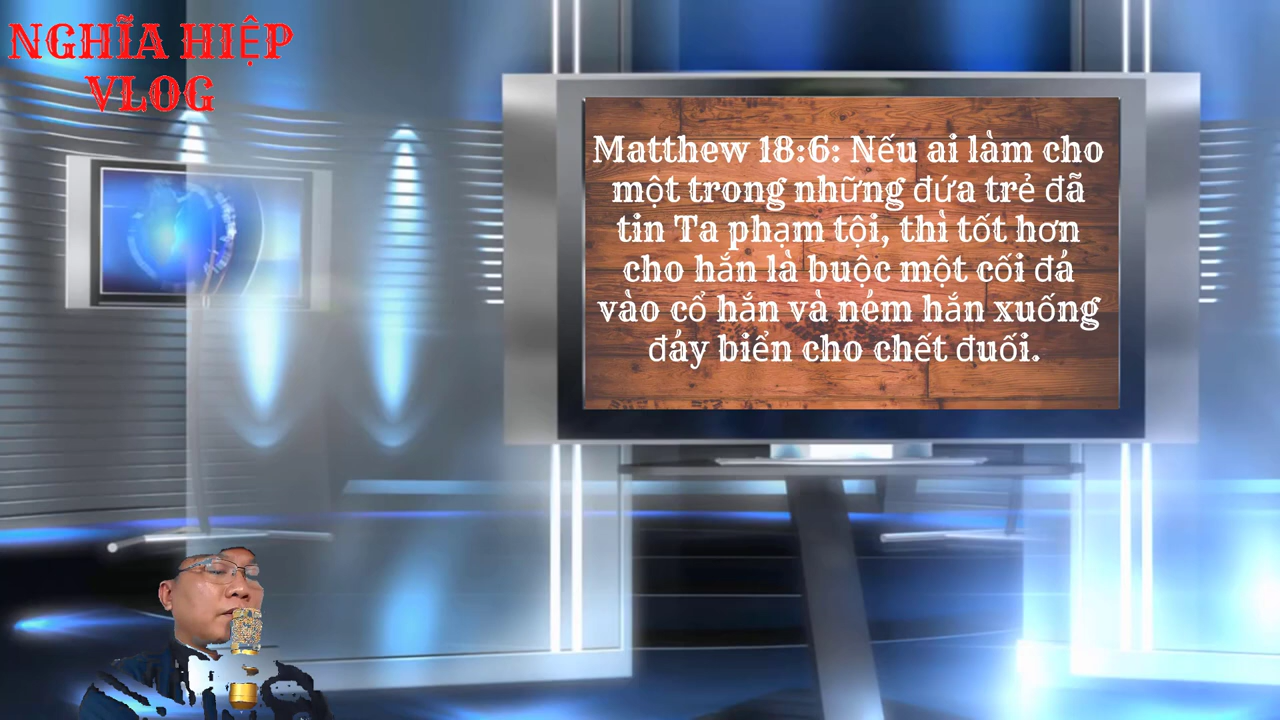 NGHĨA HIỆP
VLOG
Matthew 18:6: Nếu ai làm cho
một trong những đứa trẻ đã
tin Ta phạm tội, thì tốt hơn
cho hắn là buộc một cối đá
vào cổ hắn và ném hắn xuống
đáy biển cho chết đuối.